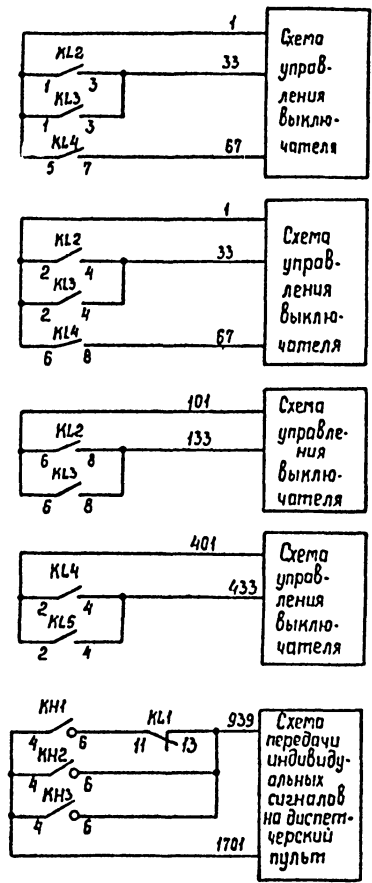 1
KL2
33
1 3
KL3
1 3
KL4
67
5 7
Схема
управ-
ления
выклю-
чателя
1
KL2
33
2 4
KL3
2 4
KL4
67
6 8
Схема
управ-
ления
выклю-
чателя
101
KL2
133
6 8
KL3
6 8
Схема
управле-
ния
выклю-
чателя
401
KL4
433
2 4
KL5
2 4
Схема
управ-
ления
выклю-
чателя
KH1
KL1
939
4 6
11 13
KH2
4 6
KH3
4 6
1701
Схема
передачи
индивиду-
альных
сигналов
на диспет-
черский
пульт